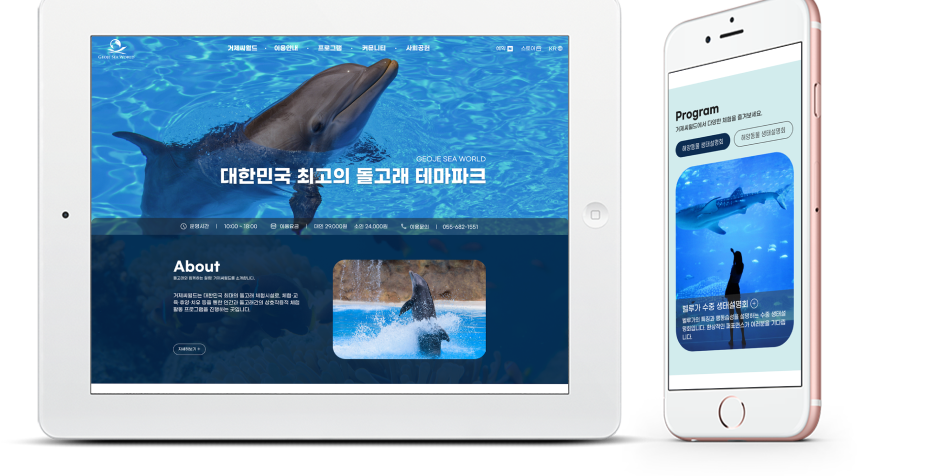 GEOJE SEA WORLD
거제씨월드 · 이용안내 · 프로그램 · 커뮤니티 · 사회공헌
예약 스토어 KR
GEOJE SEA WORLD
대한민국 최고의 돌고래 테마파크
운영시간 | 10:00 ~ 18:00 이용요금 | 대인 29,000원 소인 24,000원 이용문의 | 055-682-1551
About
돌고래와 함께하는 힐링! 거제씨월드를 소개합니다.
거제씨월드는 대한민국 최대의 돌고래 체험시설로, 체험·교
육·휴양·치유 등을 통한 인간과 돌고래간의 상호작용적 체험
활동 프로그램을 진행하는 곳입니다.
자세히보기 +
Program
거제씨월드에서 다양한 체험을 즐겨보세요.
해양동물 생태설명회
해양동물 생태설명회
벨루가 수중 생태설명회
벨루가의 특징과 행동습성을 설명하는 수중 생태설
명회입니다. 환상적인 퍼포먼스가 여러분을 기다립
니다.